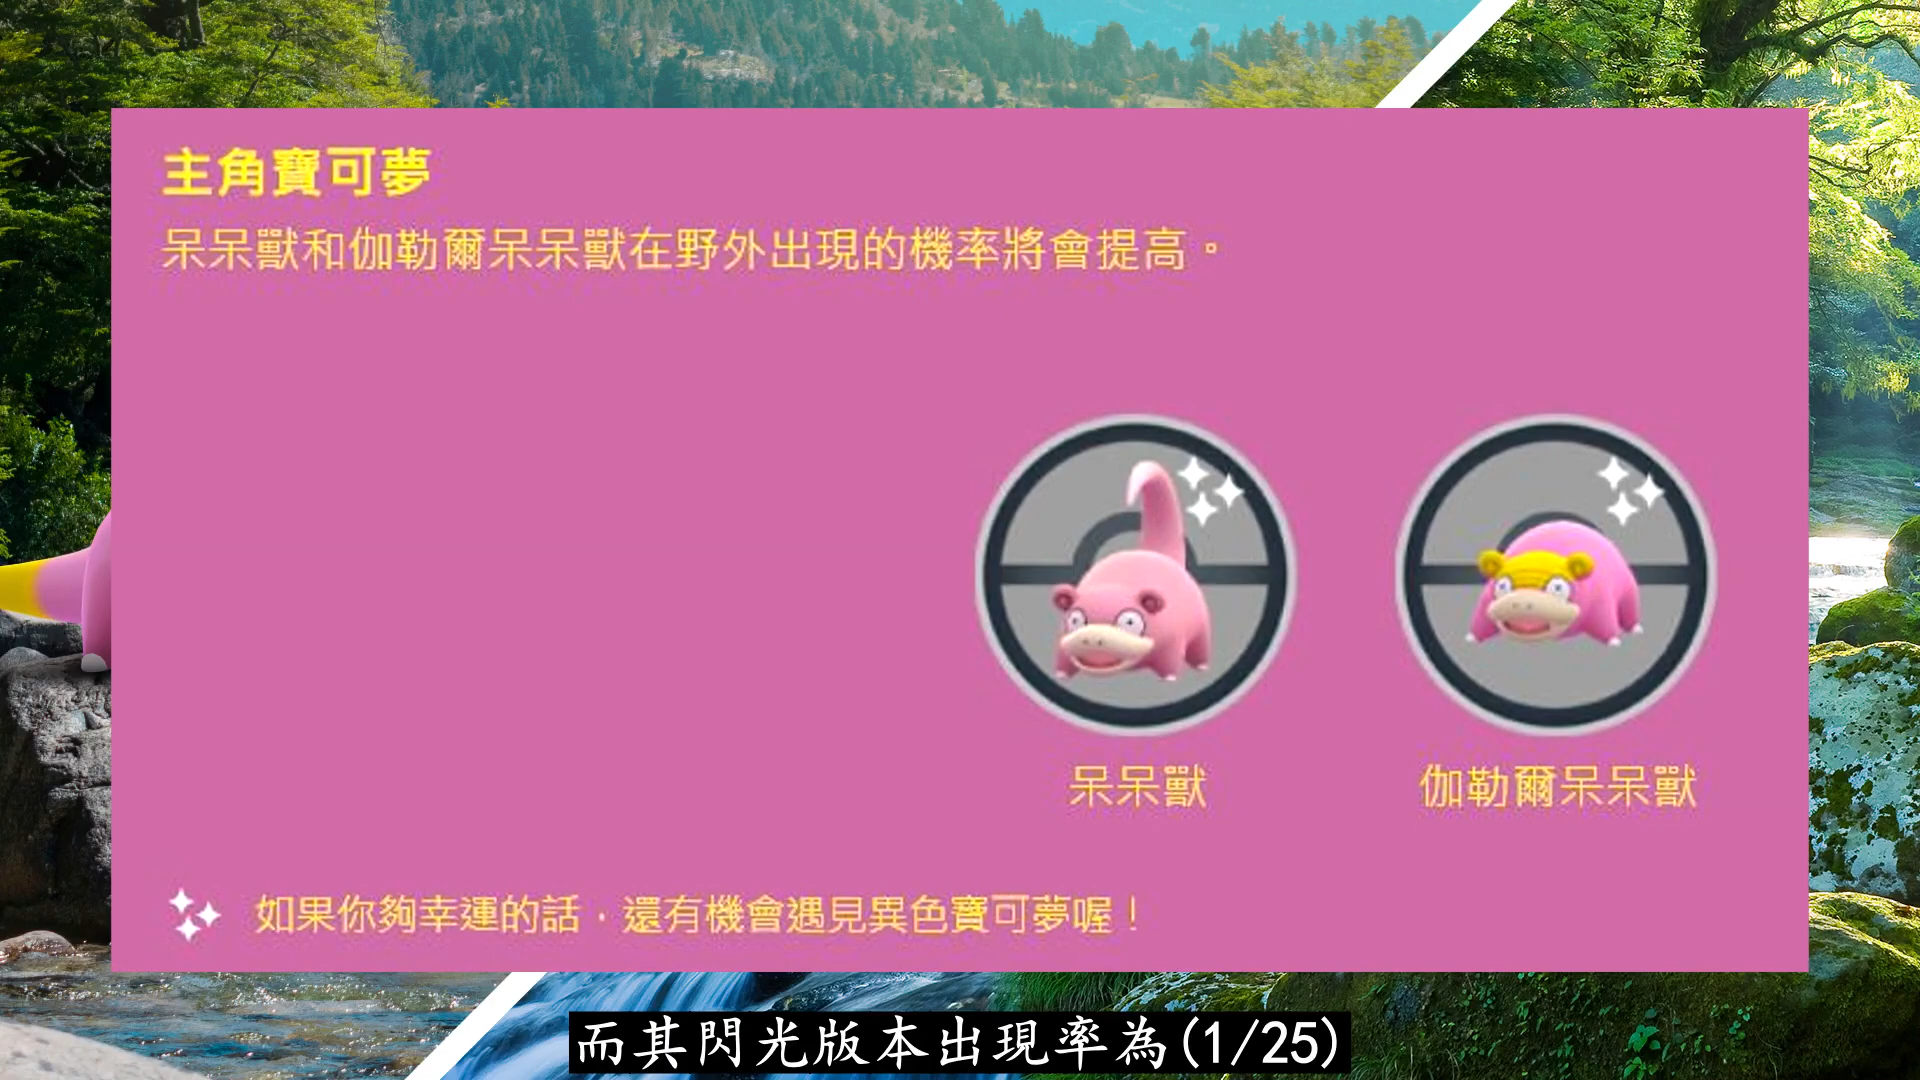 主角寶可夢
呆呆獸和伽勒爾呆呆獸在野外出現的機率將會提高。
呆呆獸
伽勒爾呆呆獸
如果你夠幸運的話，還有機會遇見異色寶可夢喔！
而其閃光版本出現率為(1/25)